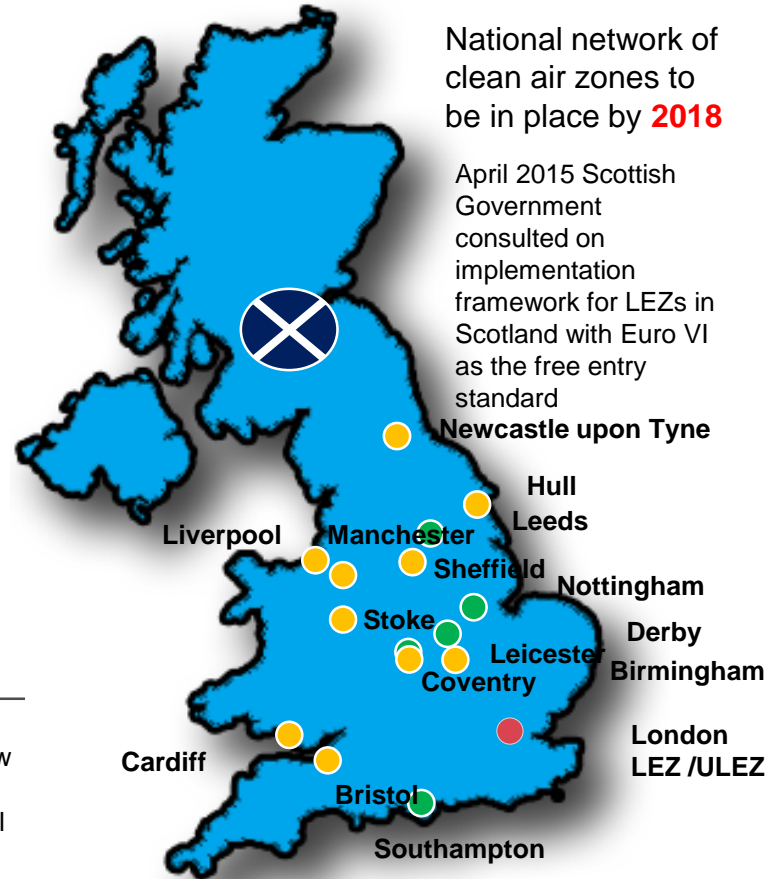 National network of
clean air zones to
be in place by 2018
April 2015 Scottish
Government
consulted on
implementation
framework for LEZs in
Scotland with Euro VI
as the free entry
standard
Newcastle upon Tyne
Hull
Leeds
Liverpool
Manchester
Sheffield
Nottingham
Stoke
Derby
Leicester
Birmingham
Coventry
London
LEZ /ULEZ
Cardiff
Bristol
Southampton